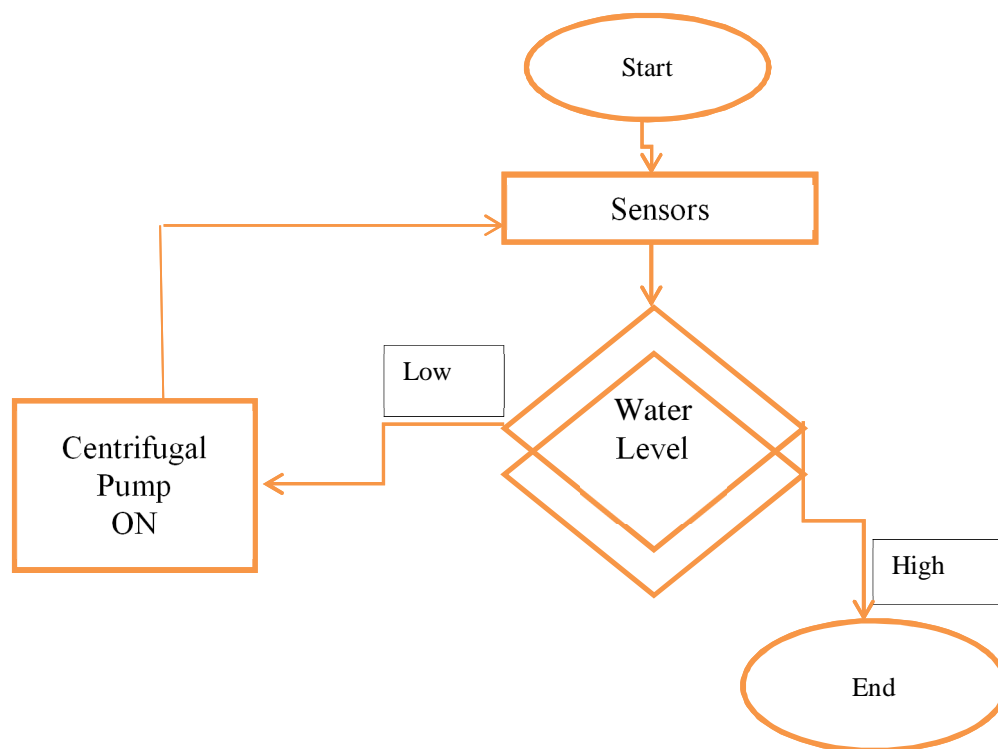 Start
Sensors
Low
Water
Level
Centrifugal
Pump
ON
High
End